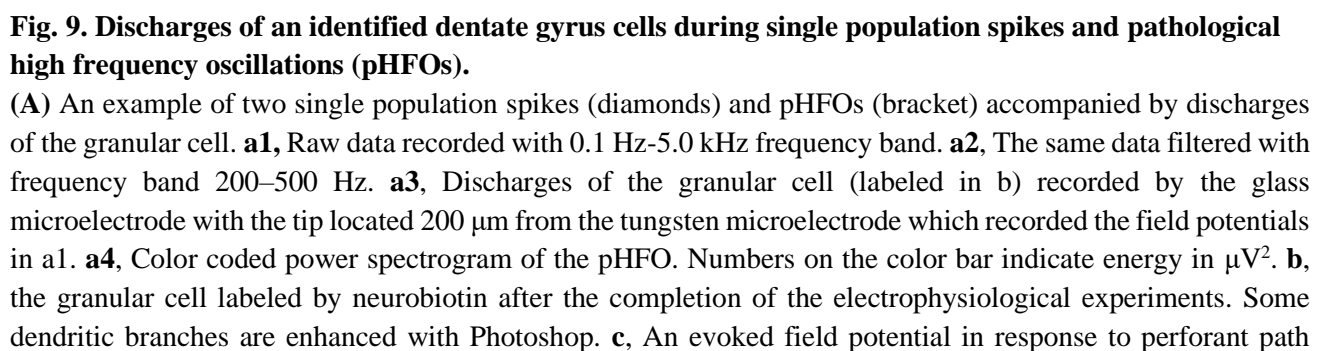 Fig. 9. Discharges of an identified dentate gyrus cells during single population spikes and pathological
high frequency oscillations (pHFOs).
(A) An example of two single population spikes (diamonds) and pHFOs (bracket) accompanied by discharges
of the granular cell. a1, Raw data recorded with 0.1 Hz-5.0 kHz frequency band. a2, The same data filtered with
frequency band 200–500 Hz. a3, Discharges of the granular cell (labeled in b) recorded by the glass
microelectrode with the tip located 200 μm from the tungsten microelectrode which recorded the field potentials
in a1. a4, Color coded power spectrogram of the pHFO. Numbers on the color bar indicate energy in μV². b,
the granular cell labeled by neurobiotin after the completion of the electrophysiological experiments. Some
dendritic branches are enhanced with Photoshop. c, An evoked field potential in response to perforant path